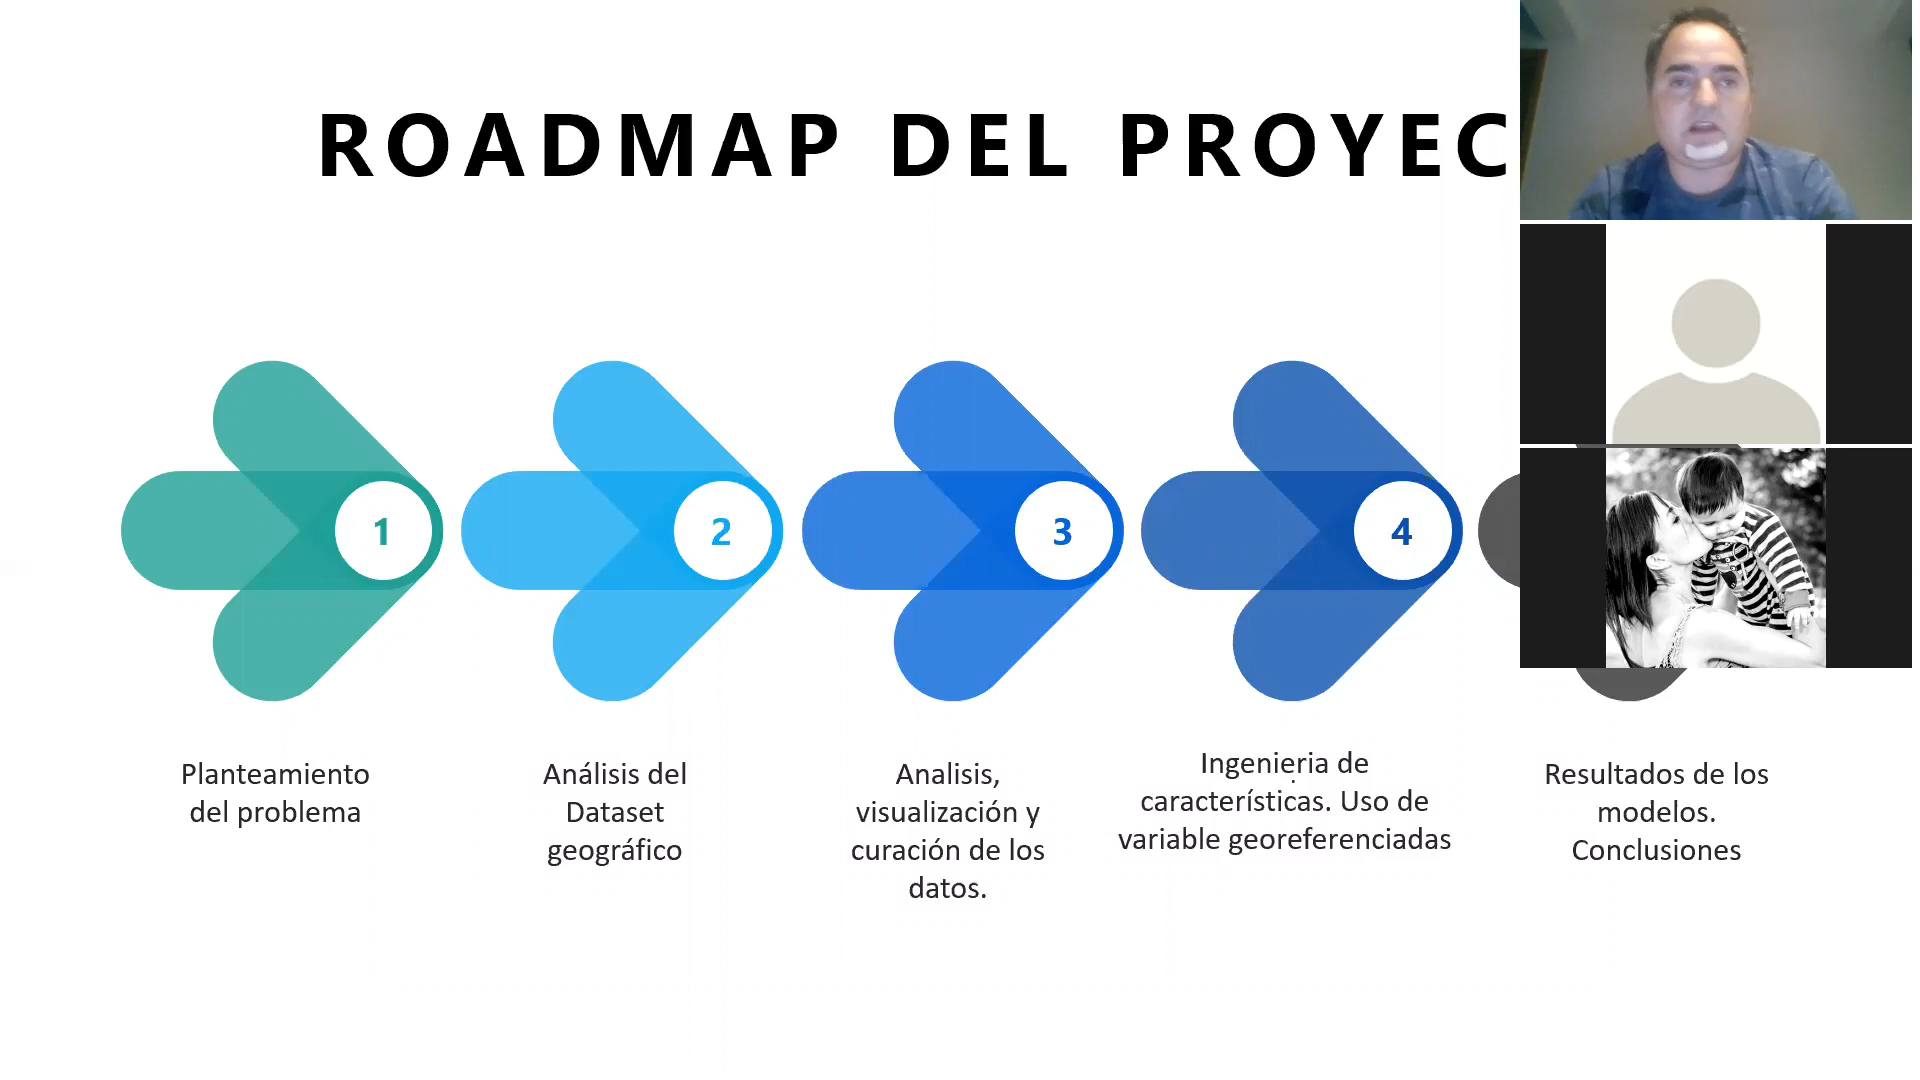 ROADMAP DEL PROYEC
1
2
3
4
Planteamiento
del problema
Análisis del
Dataset
geográfico
Analisis,
visualización y
curación de los
datos.
Ingenieria de
características. Uso de
variable georeferenciadas
Resultados de los
modelos.
Conclusiones